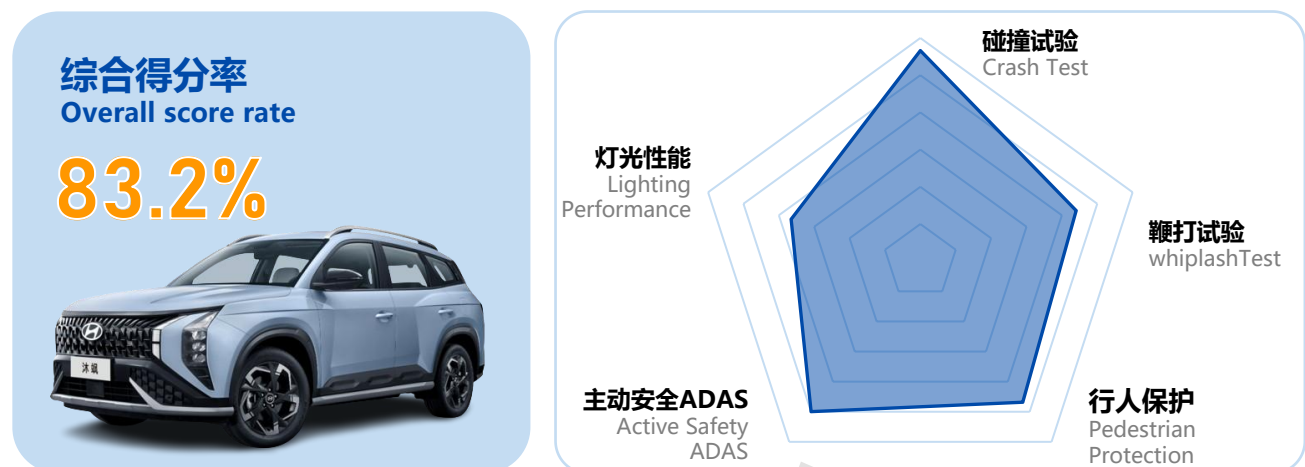 综合得分率
Overall score rate
83.2%
沐飒
碰撞试验
Crash Test
灯光性能
Lighting
Performance
鞭打试验
whiplashTest
主动安全ADAS
Active Safety
ADAS
行人保护
Pedestrian
Protection